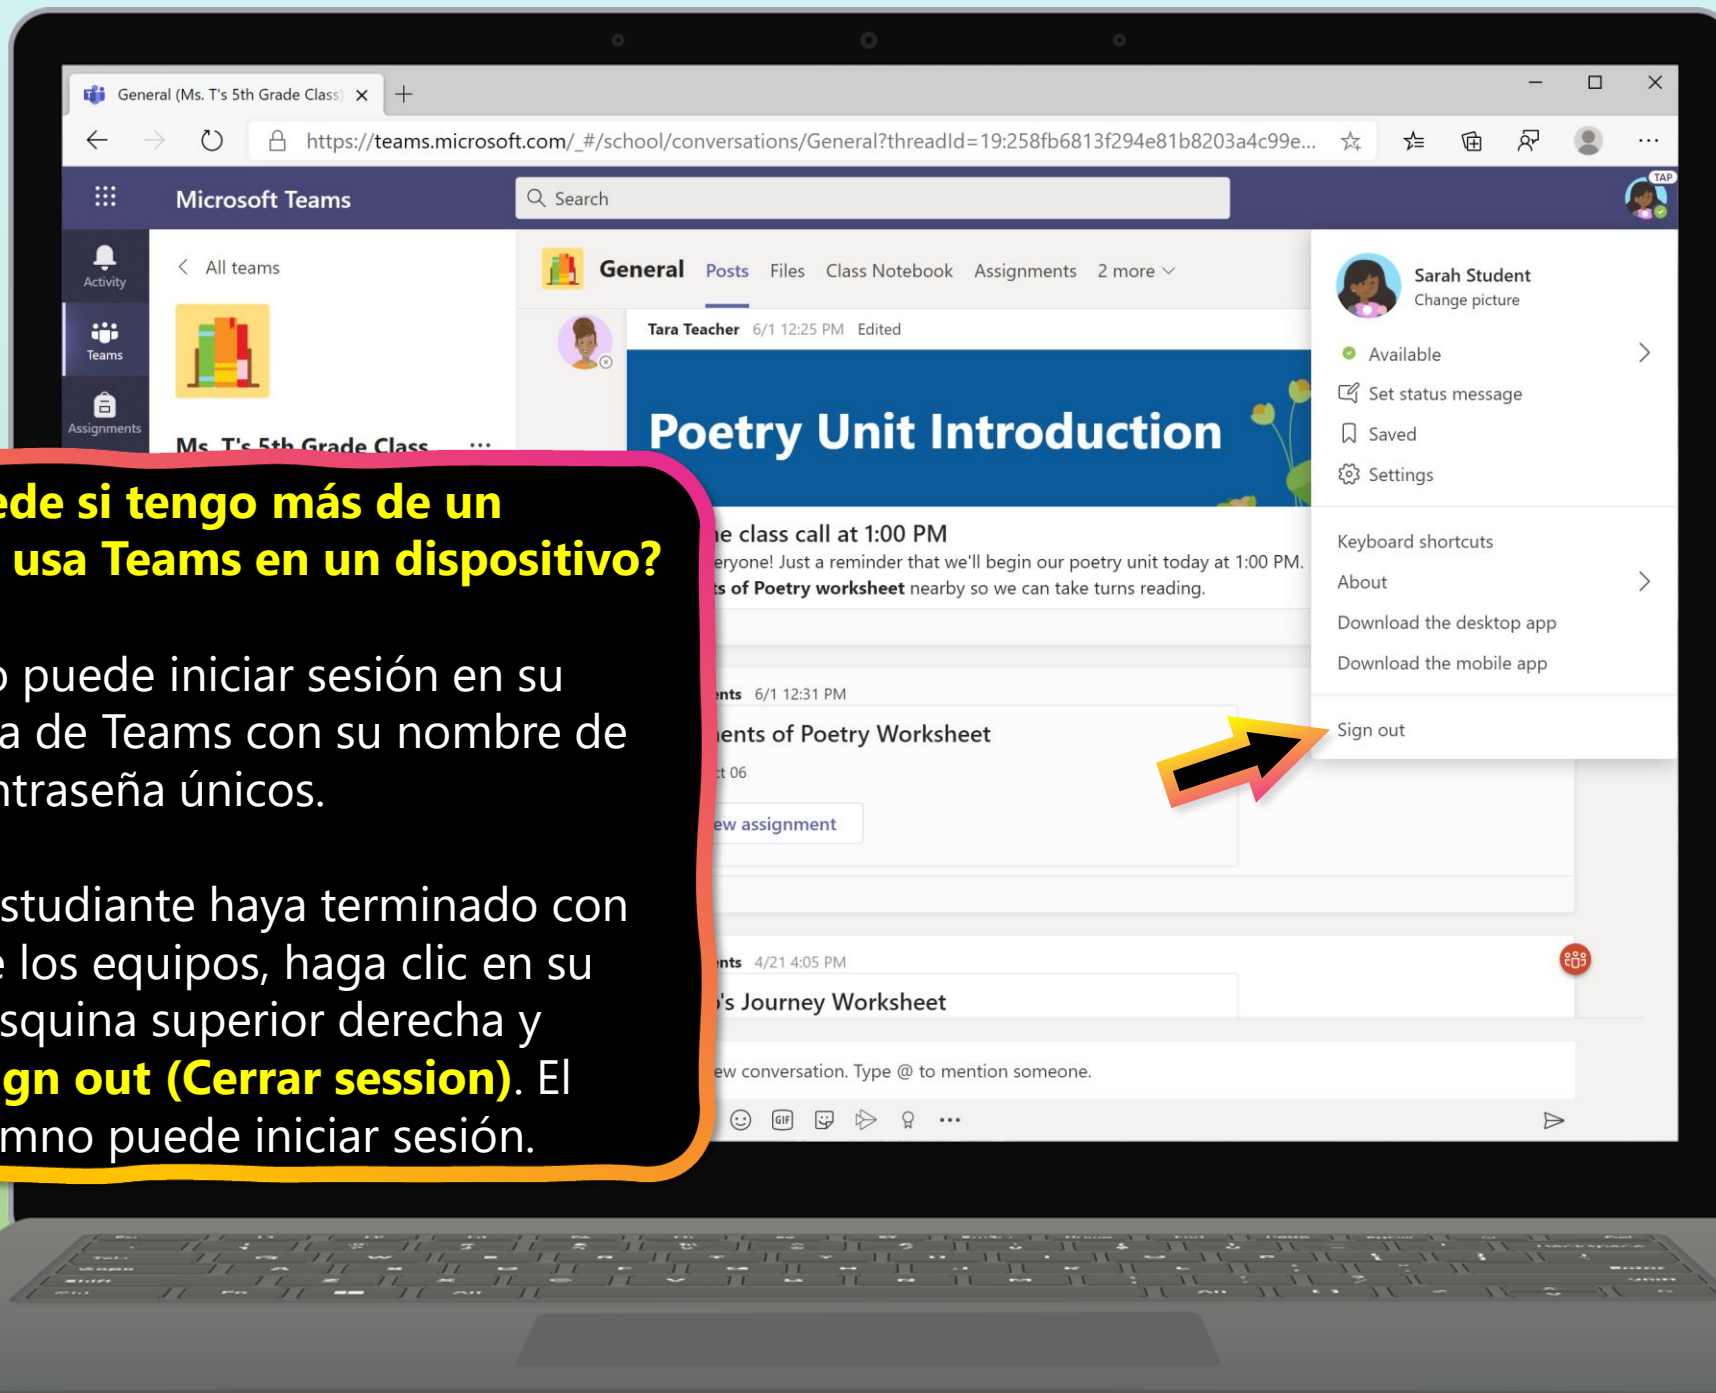 General (Ms. T's 5th Grade Class)
https://teams.microsoft.com/_#/school/conversations/General?threadId=19:258fb6813f294e81b8203a4c99e...
Microsoft Teams
Search
TAP
Activity
Teams
Assignments
All teams
Ms. T's 5th Grade Class ...
General Posts Files Class Notebook Assignments 2 more
Tara Teacher 6/1 12:25 PM Edited
Poetry Unit Introduction
ne class call at 1:00 PM
eryone! Just a reminder that we'll begin our poetry unit today at 1:00 PM.
ts of Poetry worksheet nearby so we can take turns reading.
ents 6/1 12:31 PM
ents of Poetry Worksheet
ct 06
ew assignment
ents 4/21 4:05 PM
o's Journey Worksheet
ew conversation. Type @ to mention someone.
GIF
Sarah Student
Change picture
Available
Set status message
Saved
Settings
Keyboard shortcuts
About
Download the desktop app
Download the mobile app
Sign out
ede si tengo más de un
usa Teams en un dispositivo?
o puede iniciar sesión en su
a de Teams con su nombre de
ntraseña únicos.
studiante haya terminado con
e los equipos, haga clic en su
squina superior derecha y
gn out (Cerrar session). El
mno puede iniciar sesión.